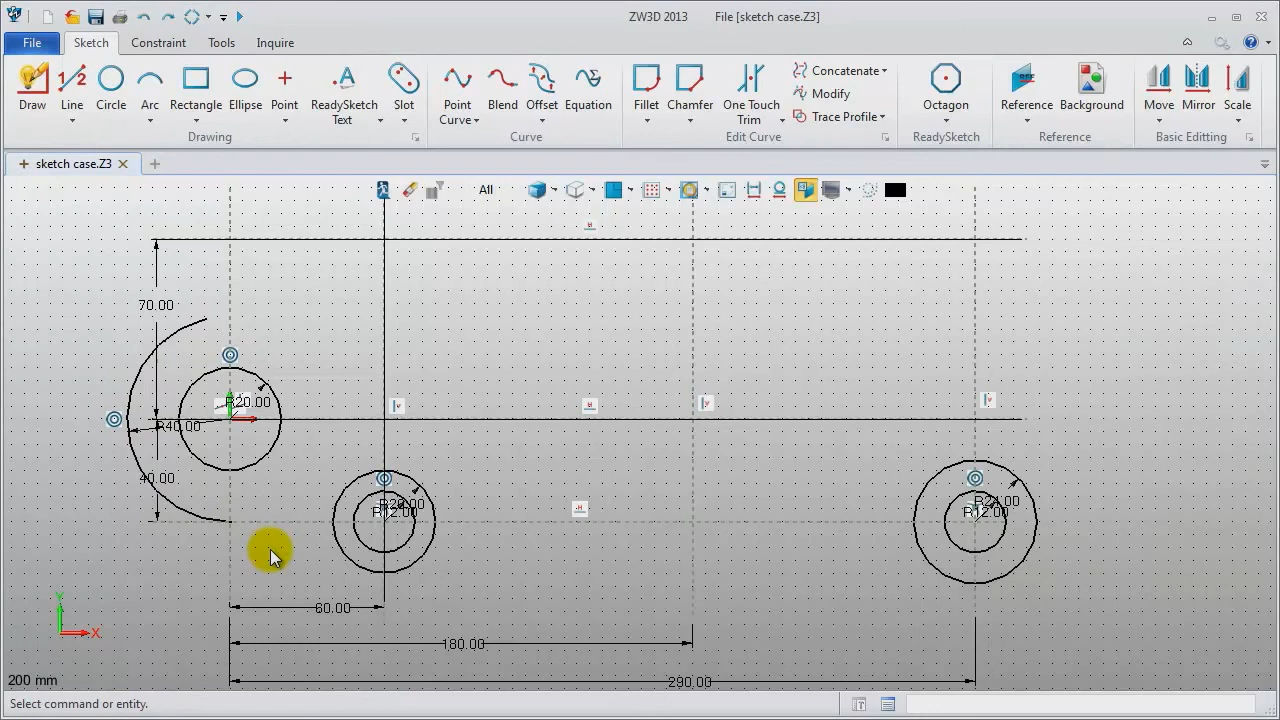 ZW3D 2013 File [sketch case.Z3]
File Sketch Constraint Tools Inquire
Draw Line Circle Arc Rectangle Ellipse Point ReadySketch Text Slot
Point Curve Blend Offset Equation
Fillet Chamfer One Touch Trim
Concatenate
Modify
Trace Profile
Octagon
Reference Background
Move Mirror Scale
Drawing Curve Edit Curve ReadySketch Reference Basic Editing
sketch case.Z3
All
70.00
R20.00
R40.00
40.00
R12.00
R24.00
R12.00
60.00
180.00
290.00
Y
X
200 mm
Select command or entity.